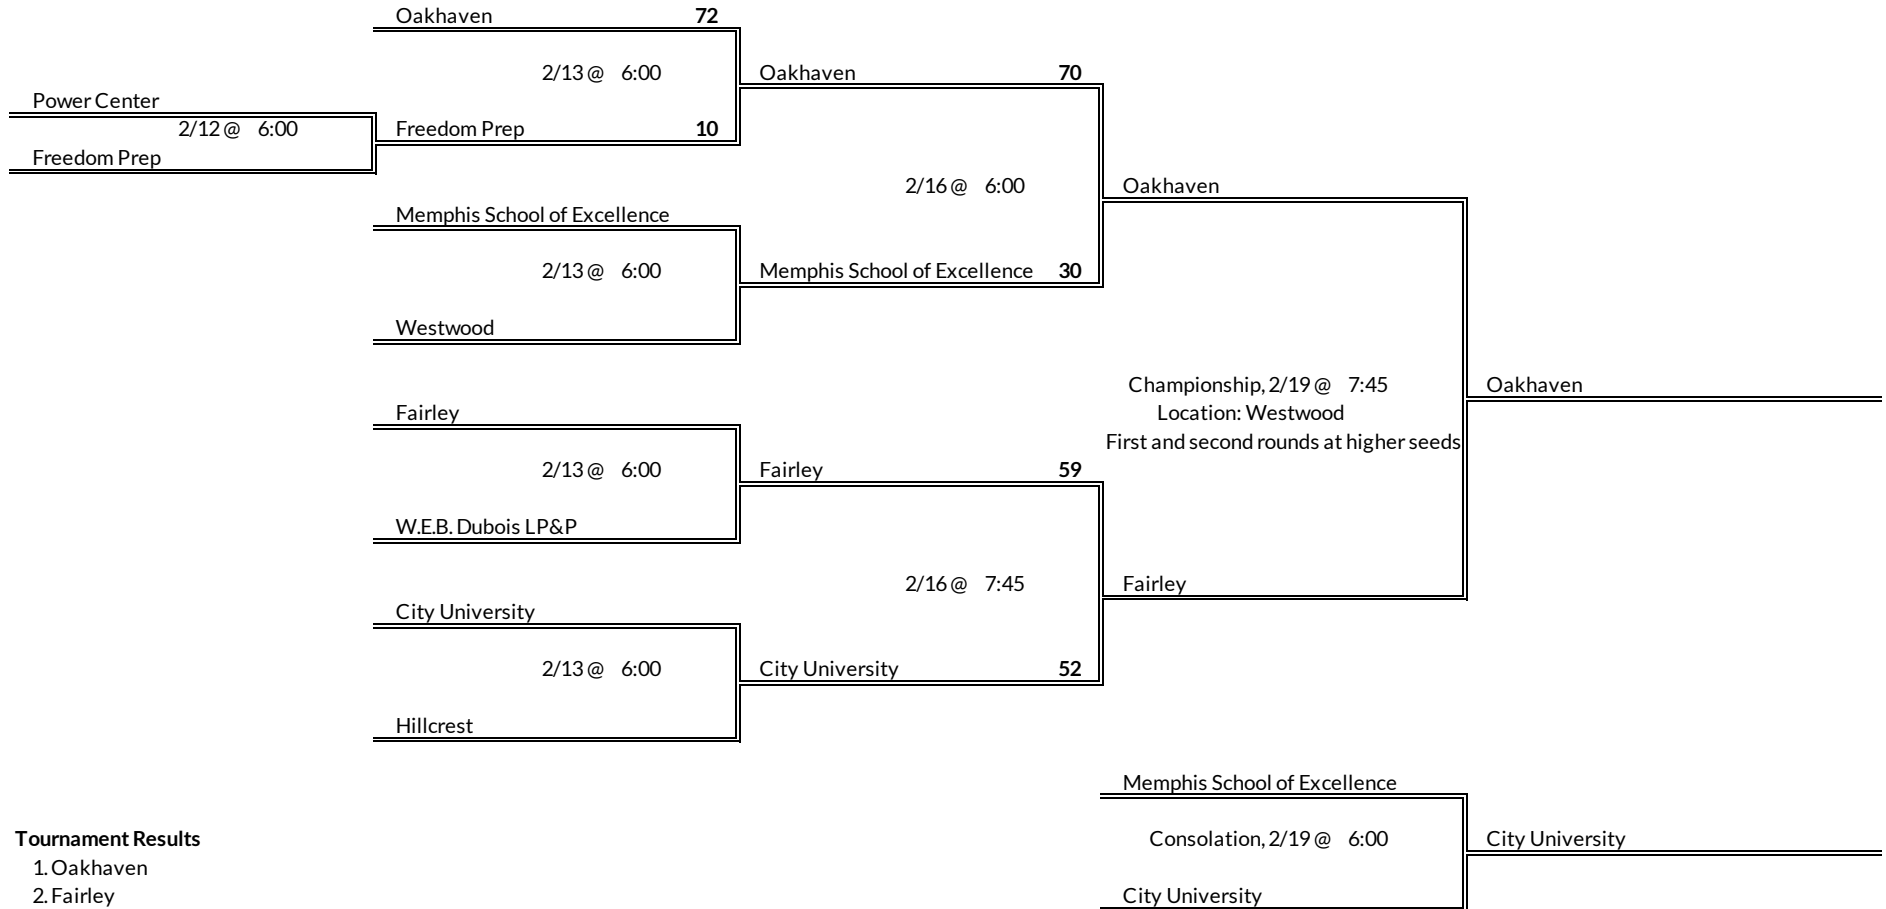 Oakhaven 72
2/13 @ 6:00
Oakhaven 70
Power Center
2/12 @ 6:00
Freedom Prep 10
Freedom Prep
2/16 @ 6:00
Oakhaven
Memphis School of Excellence
2/13 @ 6:00
Memphis School of Excellence 30
Westwood
Championship, 2/19 @ 7:45
Oakhaven
Fairley
Location: Westwood
First and second rounds at higher seeds
2/13 @ 6:00
Fairley 59
W.E.B. Dubois LP&P
2/16 @ 7:45
Fairley
City University
2/13 @ 6:00
City University 52
Hillcrest
Memphis School of Excellence
Tournament Results
Consolation, 2/19 @ 6:00
City University
1. Oakhaven
2. Fairley
City University